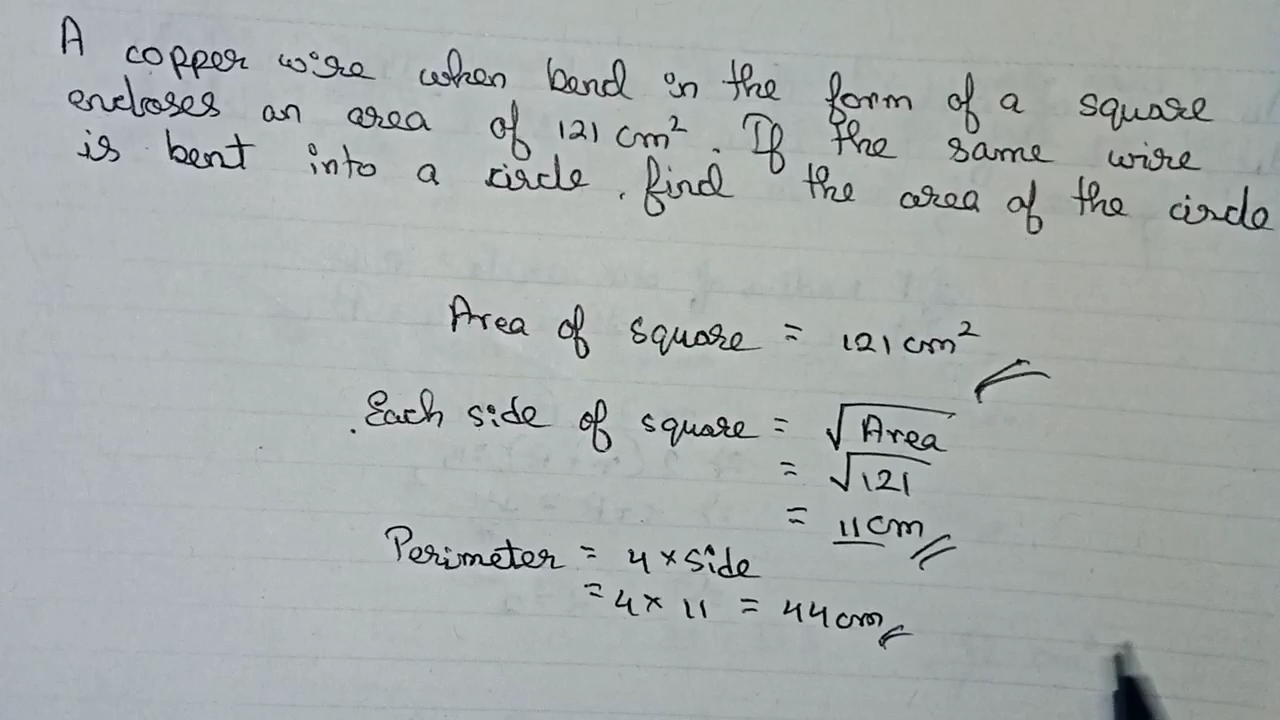 A copper wire when bend in the form of a square
encloses an area of 121 cm². If the same wire
is bent into a circle, find the area of the circle
Area of square = 121 cm²
Each side of square = √Area
= √121
= 11cm
Perimeter = 4 × side
= 4 × 11 = 44cm